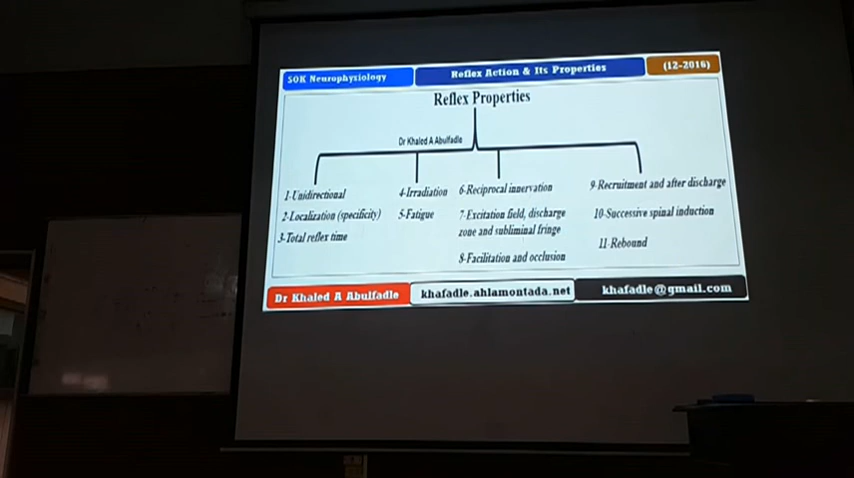 SOK Neurophysiology
Reflex Action & Its Properties
(12-2016)
Reflex Properties
Dr Khaled A Abulfadle
1-Unidirectional
2-Localization (specificity)
3-Total reflex time
4-Irradiation
5-Fatigue
6-Reciprocal innervation
7-Excitation field, discharge
zone and subliminal fringe
8-Facilitation and occlusion
9-Recruitment and after discharge
10-Successive spinal induction
11-Rebound
Dr Khaled A Abulfadle
khafadle.ahlamontada.net
khafadle@gmail.com